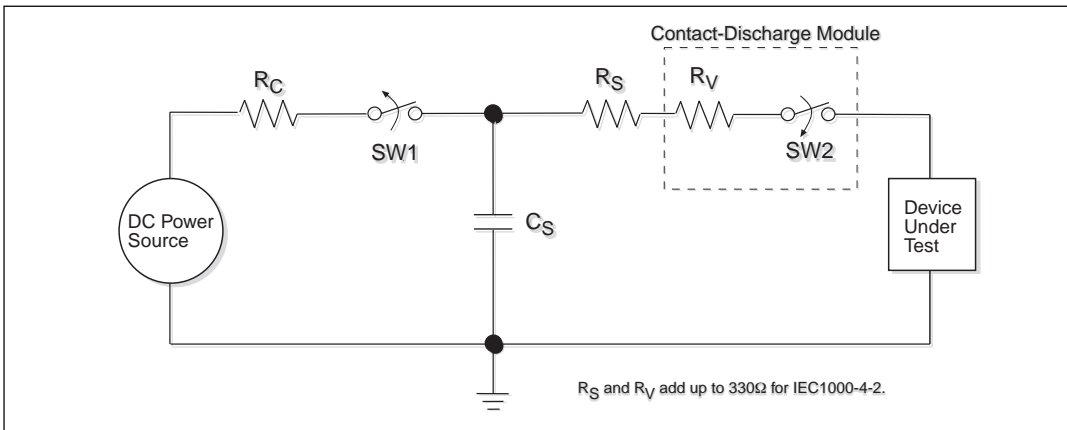 Contact-Discharge Module
RC
RS
RV
SW1
SW2
DC Power
Source
CS
Device
Under
Test
RS and RV add up to 330Ω for IEC1000-4-2.